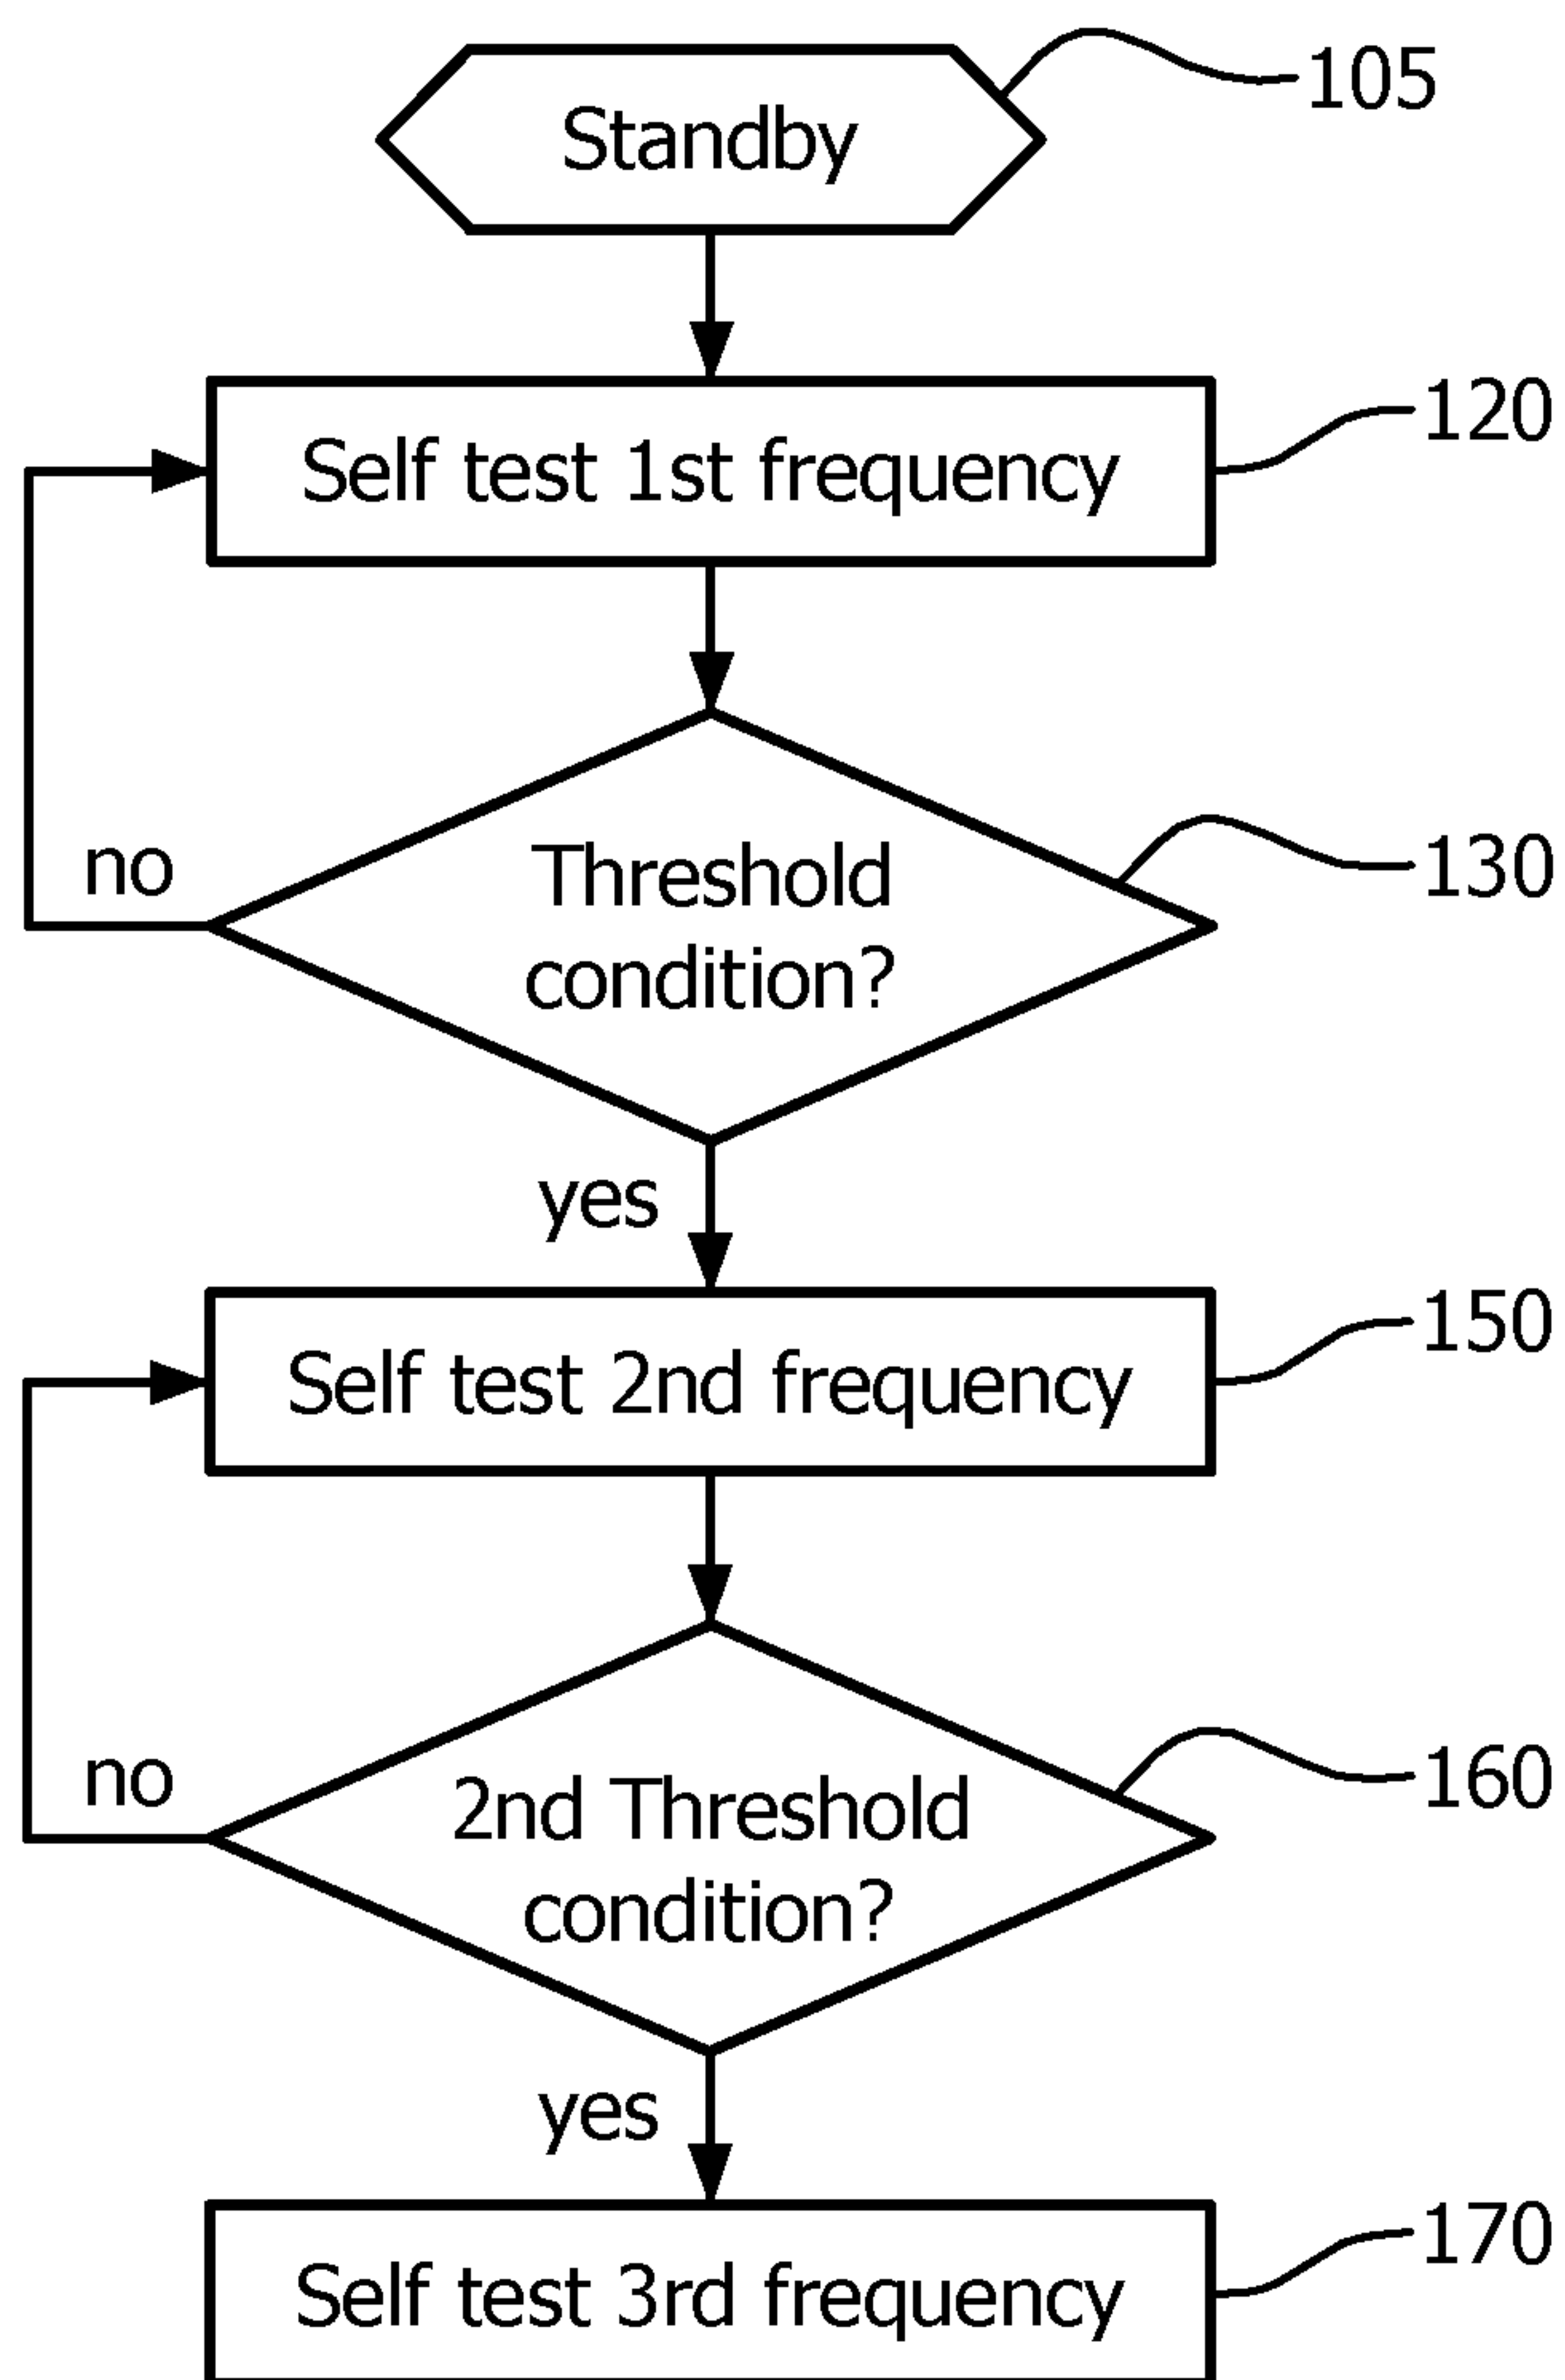 Standby
105
Self test 1st frequency
120
Threshold
condition?
130
no
yes
Self test 2nd frequency
150
2nd Threshold
condition?
160
no
yes
Self test 3rd frequency
170